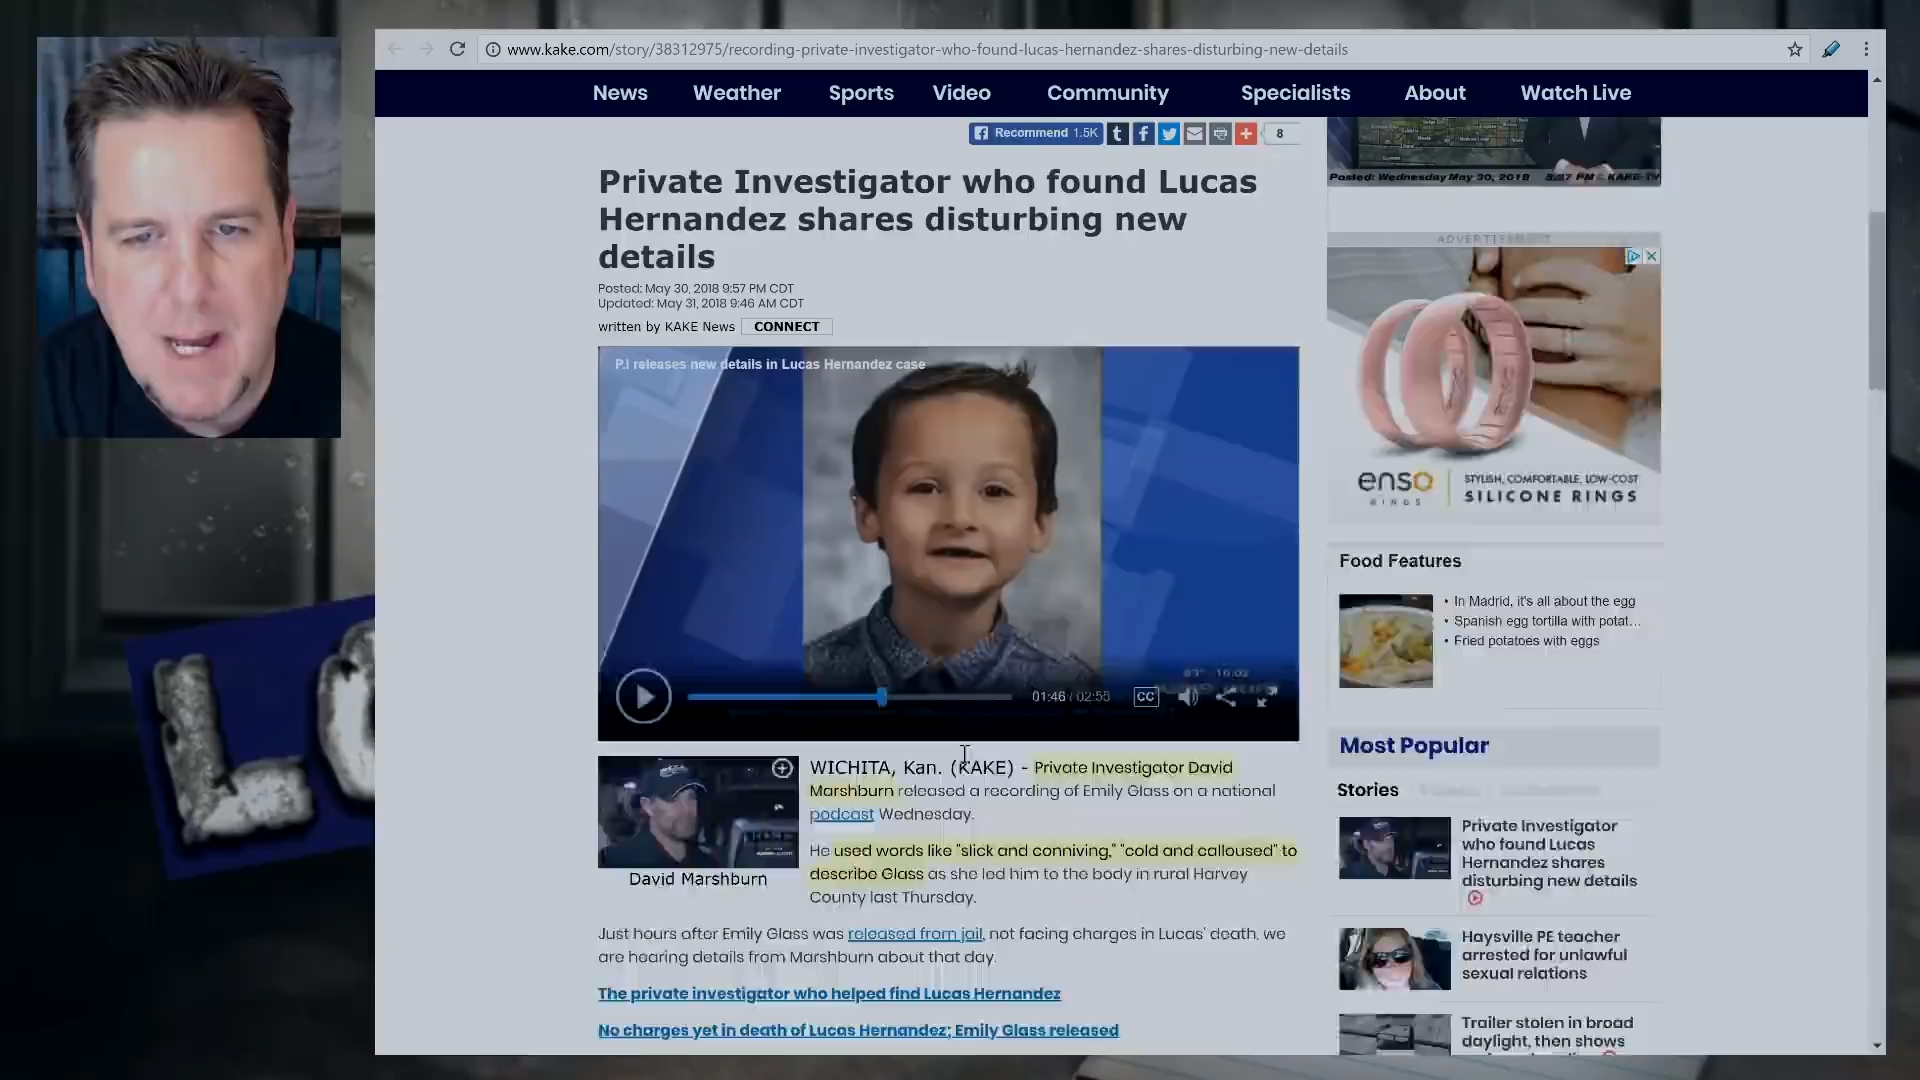 www.kake.com/story/38312975/recording-private-investigator-who-found-lucas-hernandez-shares-disturbing-new-details
News Weather Sports Video Community Specialists About Watch Live
Recommend 1.5K
8
Private Investigator who found Lucas
Hernandez shares disturbing new
details
Posted: May 30, 2018 9:57 PM CDT
Updated: May 31, 2018 9:46 AM CDT
written by KAKE News CONNECT
P.I releases new details in Lucas Hernandez case
01:46 / 02:55 CC
David Marshburn
WICHITA, Kan. (KAKE) - Private Investigator David
Marshburn released a recording of Emily Glass on a national
podcast Wednesday.
He used words like "slick and conniving," "cold and calloused" to
describe Glass as she led him to the body in rural Harvey
County last Thursday.
Just hours after Emily Glass was released from jail, not facing charges in Lucas' death, we
are hearing details from Marshburn about that day.
The private investigator who helped find Lucas Hernandez
No charges yet in death of Lucas Hernandez; Emily Glass released
Posted: Wednesday May 30, 2018
ADVERTISEMENT
enso
RINGS
STYLISH, COMFORTABLE, LOW-COST
SILICONE RINGS
Food Features
• In Madrid, it's all about the egg
• Spanish egg tortilla with potat...
• Fried potatoes with eggs
Most Popular
Stories
Private Investigator
who found Lucas
Hernandez shares
disturbing new details
Haysville PE teacher
arrested for unlawful
sexual relations
Trailer stolen in broad
daylight, then shows